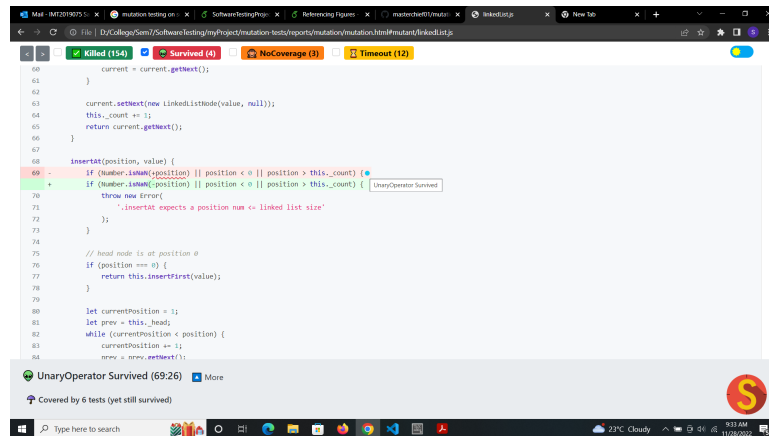 Mail - IMT2019075 S
mutation testing on
SoftwareTestingProje
Referencing Figures -
masterchief01/mutati
linkedList.js
New Tab
File | D:/College/Sem7/SoftwareTesting/myProject/mutation-tests/reports/mutation/mutation.html#mutant/linkedList.js
S
< > Killed (154) Survived (4) NoCoverage (3) Timeout (12)
60 current = current.getNext();
61 }
62
63 current.setNext(new LinkedListNode(value, null));
64 this._count += 1;
65 return current.getNext();
66 }
67
68 insertAt(position, value) {
69 - if (Number.isNaN(+position) || position < 0 || position > this._count) {
+ if (Number.isNaN(-position) || position < 0 || position > this._count) {
UnaryOperator Survived
70 throw new Error(
71 '.insertAt expects a position num <= linked list size'
72 );
73 }
74
75 // head node is at position 0
76 if (position === 0) {
77 return this.insertFirst(value);
78 }
79
80 let currentPosition = 1;
81 let prev = this._head;
82 while (currentPosition < position) {
83 currentPosition += 1;
84 prev = prev.getNext();
UnaryOperator Survived (69:26) More
Covered by 6 tests (yet still survived)
S
Type here to search
23°C Cloudy
9:33 AM
11/28/2022